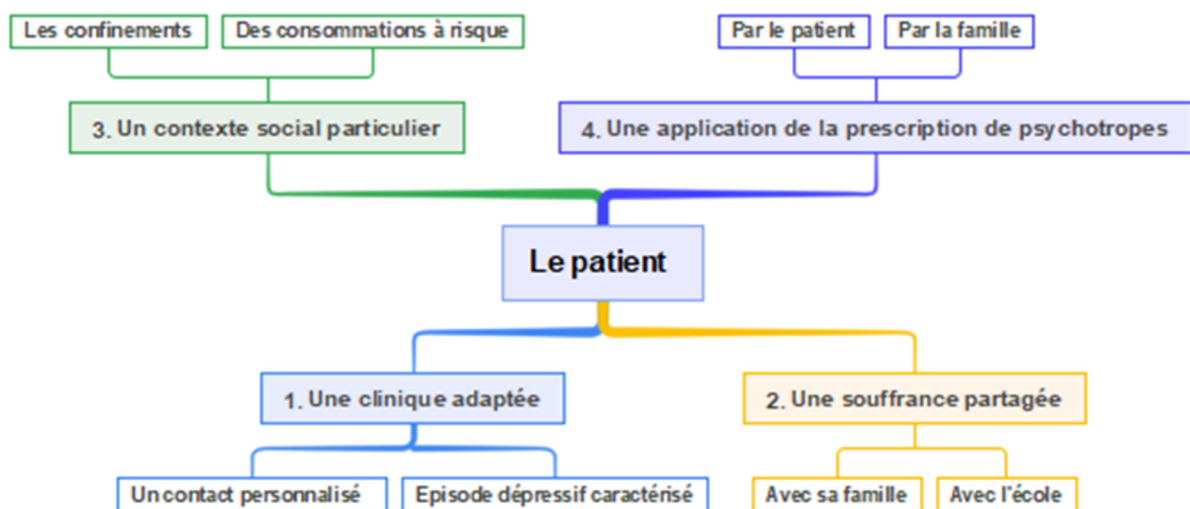 Les confinements
Des consommations à risque
Par le patient
Par la famille
3. Un contexte social particulier
4. Une application de la prescription de psychotropes
Le patient
1. Une clinique adaptée
2. Une souffrance partagée
Un contact personnalisé
Episode dépressif caractérisé
Avec sa famille
Avec l'école